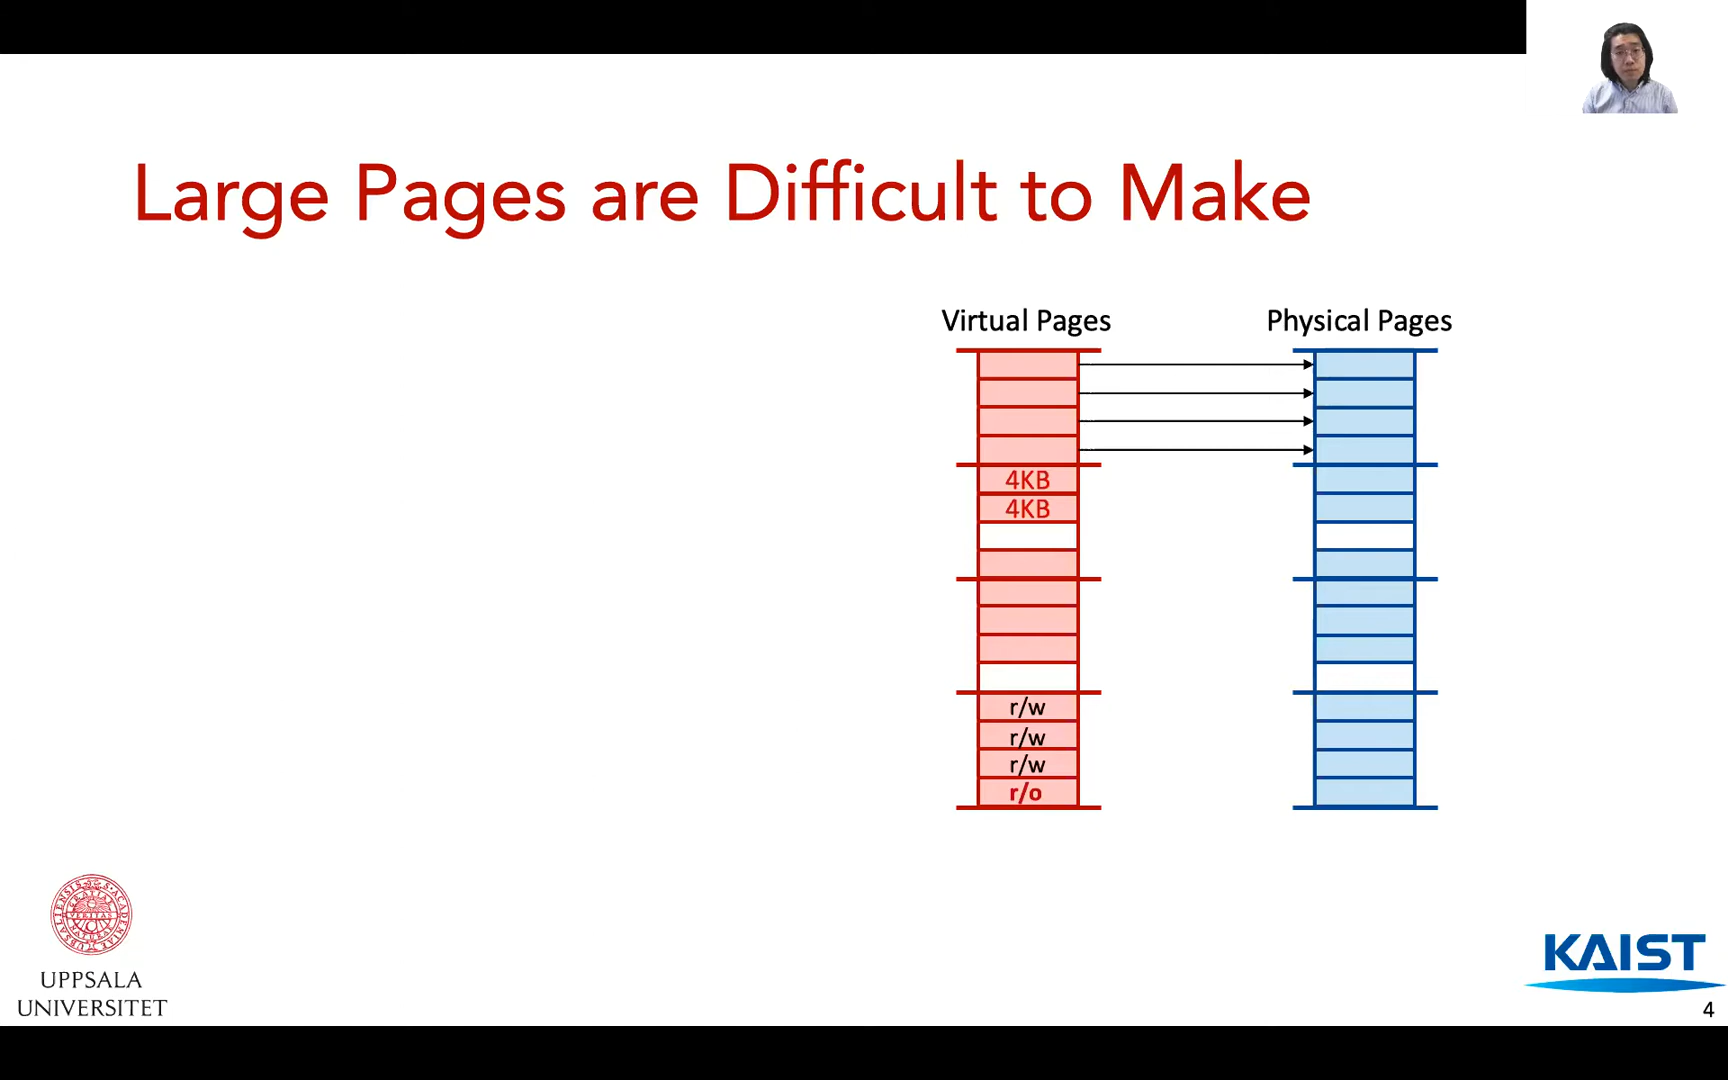 Large Pages are Difficult to Make
Virtual Pages
Physical Pages
4KB
4KB
r/w
r/w
r/w
r/o
UPPSALA
UNIVERSITET
KAIST
4